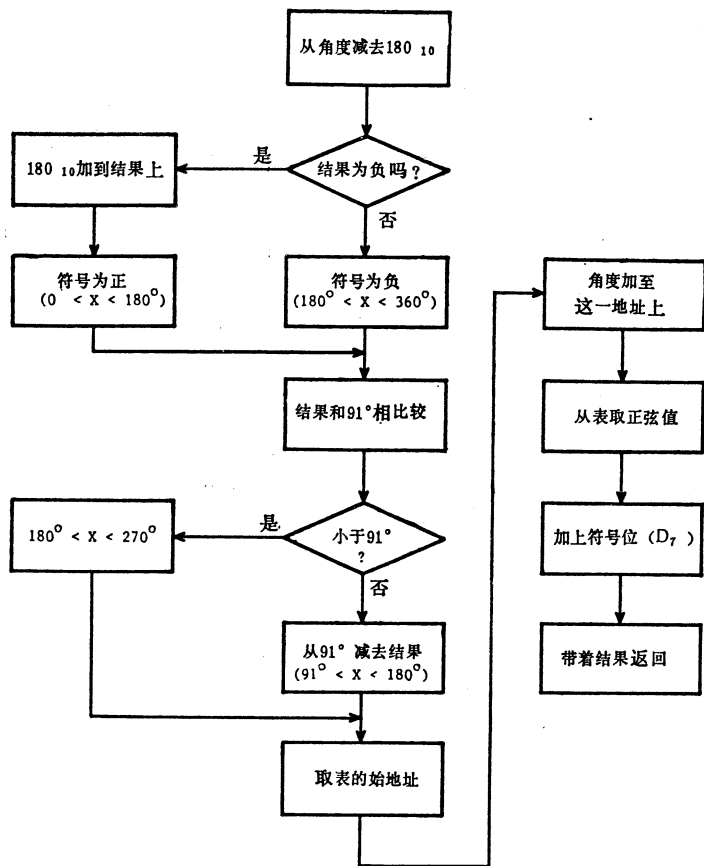 从角度减去180 10
结果为负吗?
是
180 10加到结果上
否
符号为正
(0 < X < 180°)
符号为负
(180° < X < 360°)
结果和91°相比较
小于91°
?
是
180° < X < 270°
否
从91° 减去结果
(91° < X < 180°)
取表的始地址
角度加至
这一地址上
从表取正弦值
加上符号位(D7 )
带着结果返回